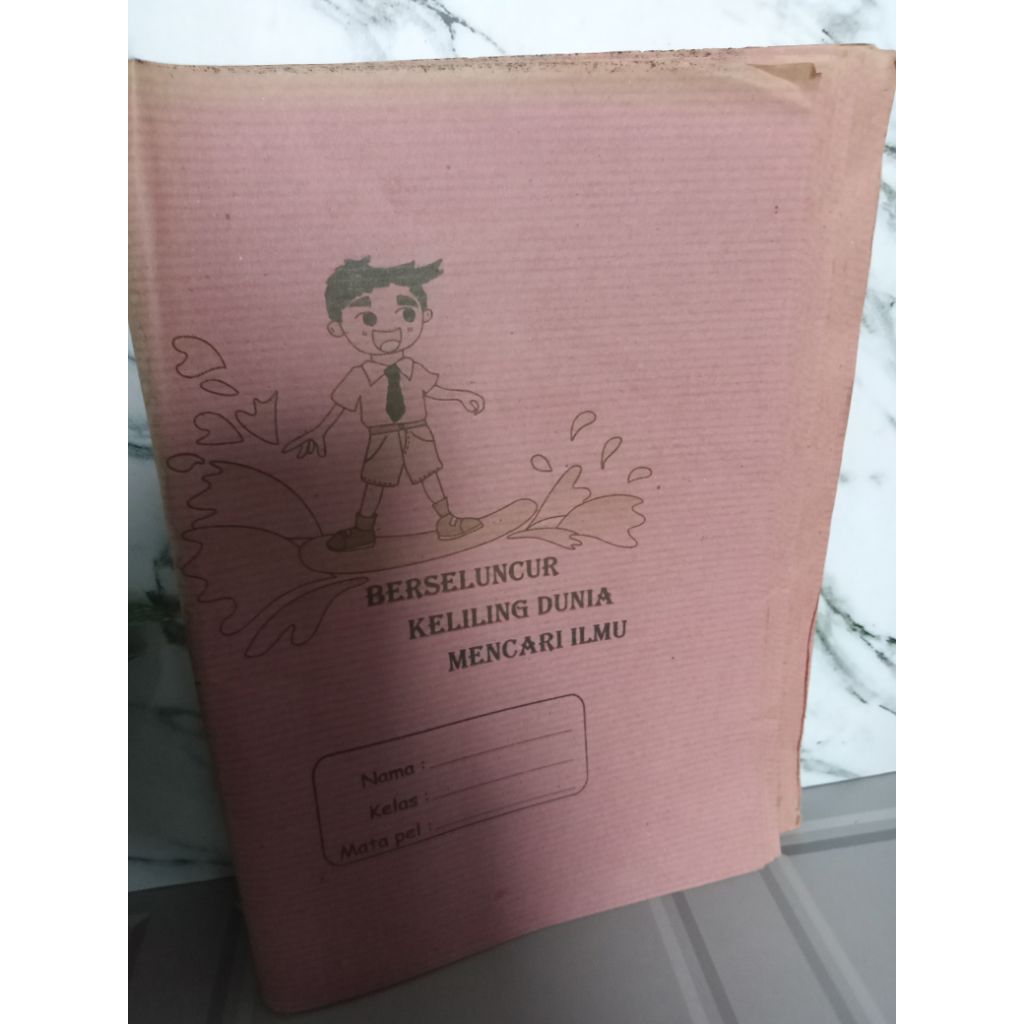 BERSELUNCUR
KELILING DUNIA
MENCARI ILMU
Nama :
Kelas :
Mata pel :